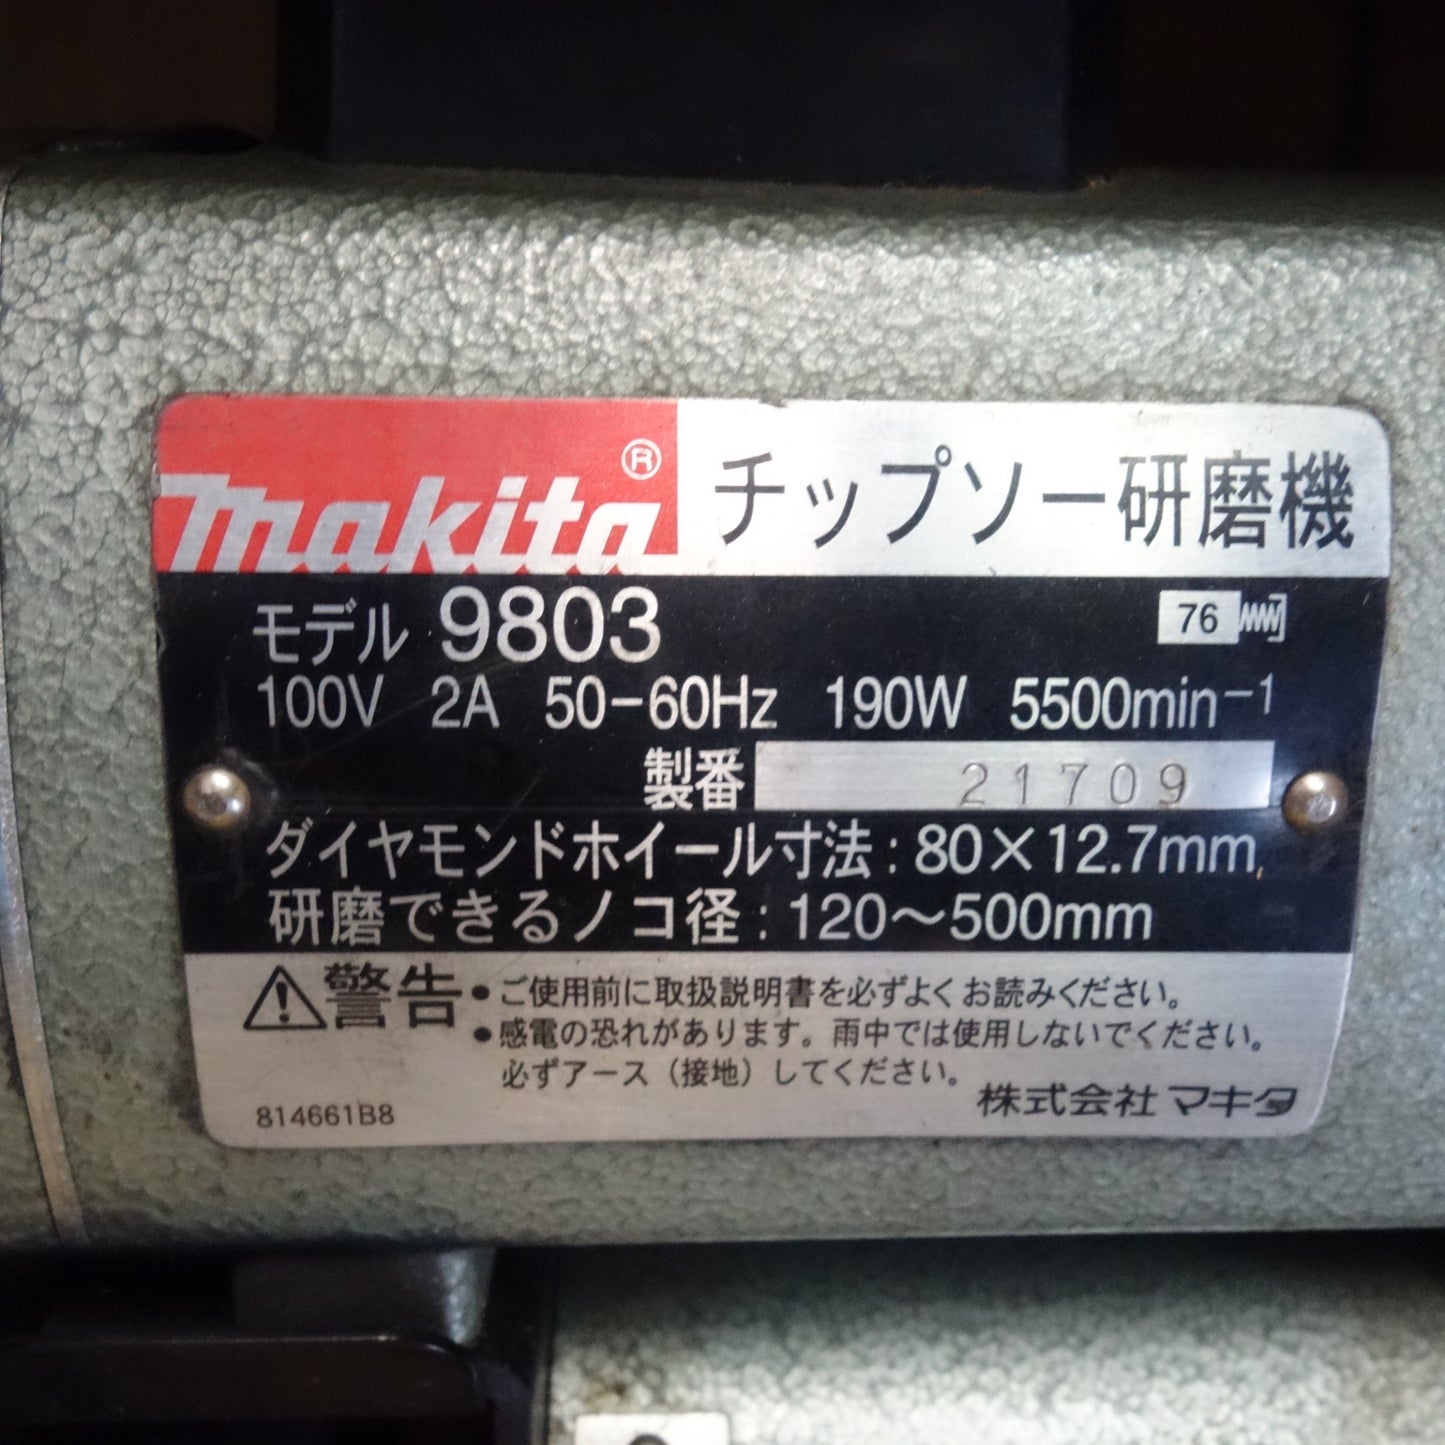 makita® チップソー研磨機
モデル 9803 76
100V 2A 50-60Hz 190W 5500min⁻¹
製番 21709
ダイヤモンドホイール寸法:80×12.7mm
研磨できるノコ径:120〜500mm
⚠警告 •ご使用前に取扱説明書を必ずよくお読みください。
•感電の恐れがあります。雨中では使用しないでください。
必ずアース(接地)してください。
株式会社マキタ
814661B8